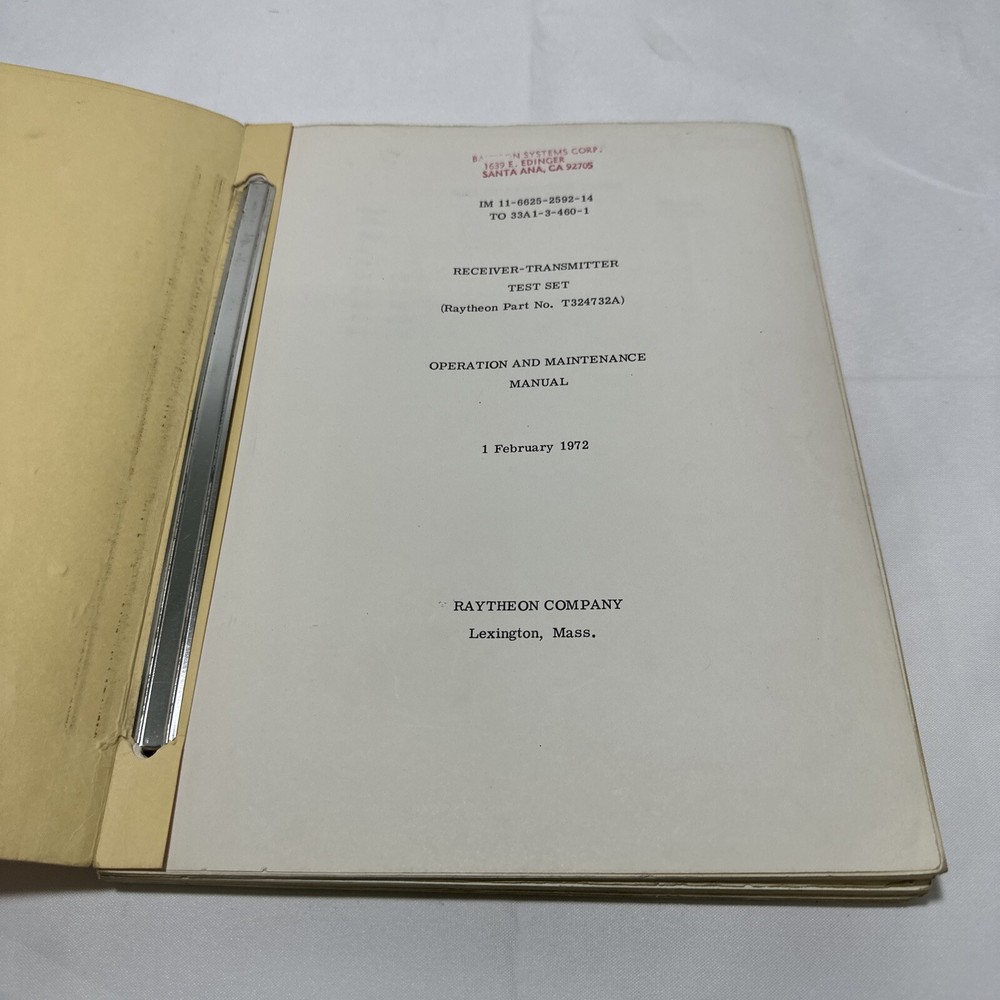 SYSTEMS CORP.
1639 E. EDINGER
SANTA ANA, CA 92705
IM 11-6625-2592-14
TO 33A1-3-460-1
RECEIVER-TRANSMITTER
TEST SET
(Raytheon Part No. T324732A)
OPERATION AND MAINTENANCE
MANUAL
1 February 1972
RAYTHEON COMPANY
Lexington, Mass.